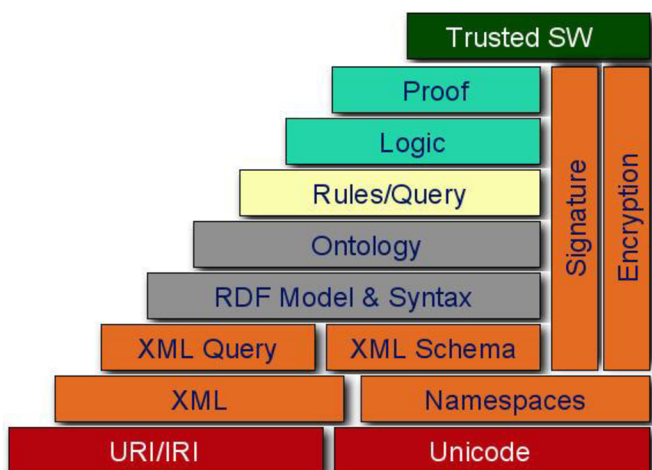 Trusted SW
Proof
Logic
Rules/Query
Ontology
RDF Model & Syntax
Signature
Encryption
XML Query
XML Schema
XML
Namespaces
URI/IRI
Unicode